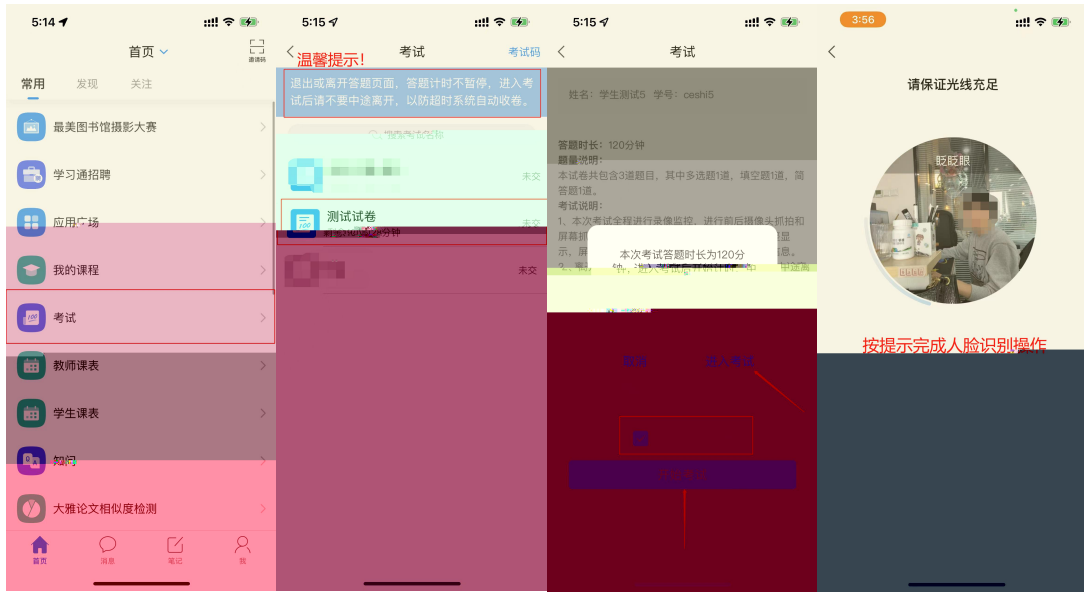 5:14
首页
邀请码
常用
发现
关注
最美图书馆摄影大赛
学习通招聘
应用广场
我的课程
考试
教师课表
学生课表
知问
大雅论文相似度检测
首页
消息
笔记
我
5:15
考试
考试码
温馨提示！
退出或离开答题页面，答题计时不暂停，进入考
试后请不要中途离开，以防超时系统自动收卷。
搜索考试名称
未交
测试试卷
未交
未交
5:15
考试
姓名：学生测试5 学号：ceshi5
答题时长：120分钟
题量说明：
本试卷共包含3道题目，其中多选题1道，填空题1道，简
答题1道。
考试说明：
1、本次考试全程进行录像监控，进行前后摄像头抓拍和
屏幕抓
示，屏
息。
本次考试答题时长为120分
进入考试
3:56
请保证光线充足
眨眨眼
按提示完成人脸识别操作